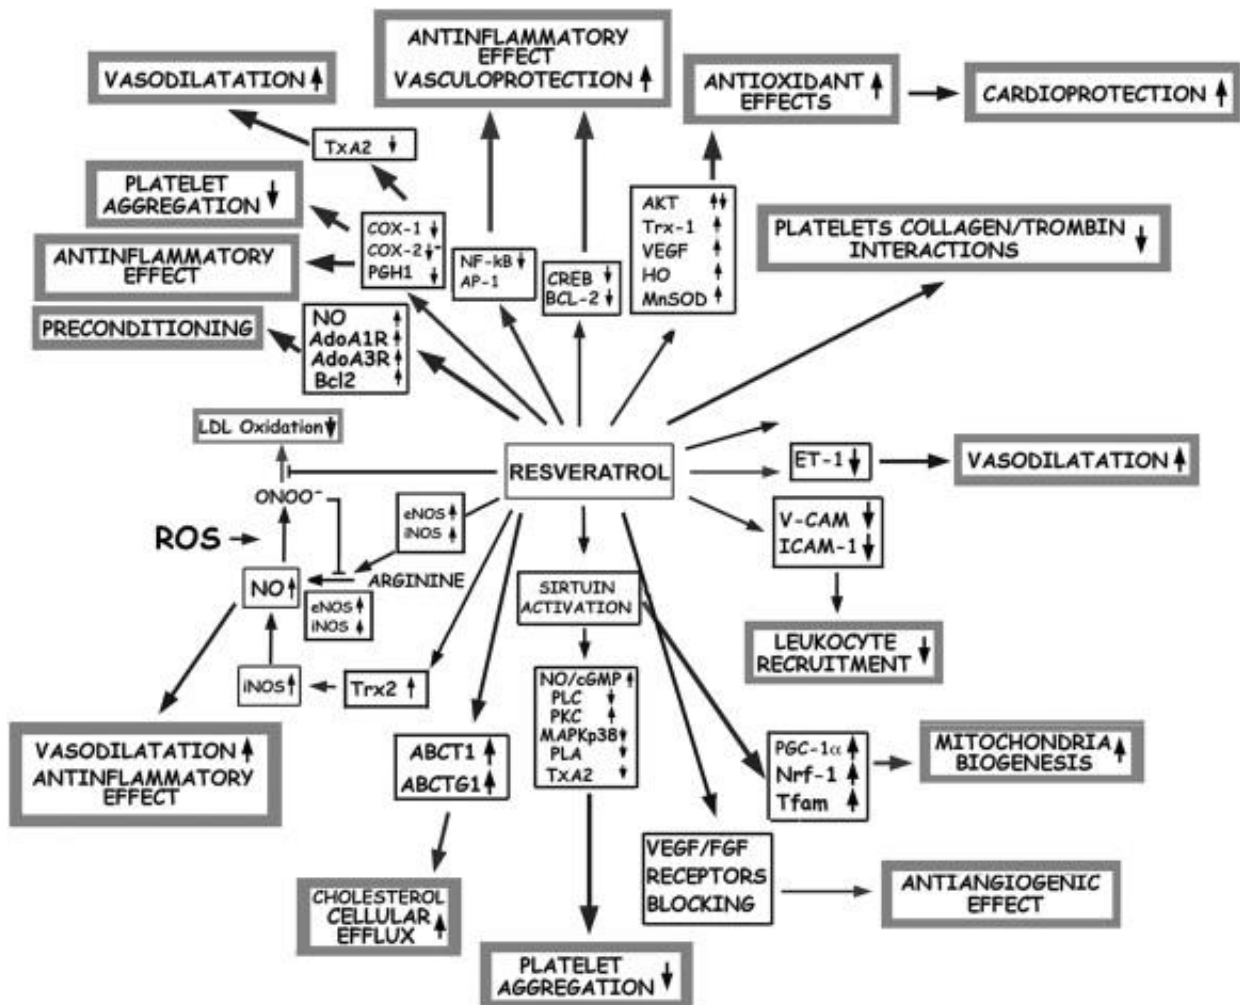 ANTINFLAMMATORY
EFFECT
VASCULOPROTECTION
VASODILATATION
ANTIOXIDANT
EFFECTS
CARDIOPROTECTION
TxA2
PLATELET
AGGREGATION
AKT
Trx-1
VEGF
HO
MnSOD
PLATELETS COLLAGEN/TROMBIN
INTERACTIONS
COX-1
COX-2
PGH1
ANTINFLAMMATORY
EFFECT
NF-kB
AP-1
CREB
BCL-2
PRECONDITIONING
NO
AdoA1R
AdoA3R
Bcl2
LDL Oxidation
RESVERATROL
ET-1
VASODILATATION
ONOO⁻
eNOS
iNOS
V-CAM
ICAM-1
ROS
NO
ARGININE
eNOS
iNOS
SIRTUIN
ACTIVATION
LEUKOCYTE
RECRUITMENT
iNOS
Trx2
NO/cGMP
PLC
PKC
MAPKp38
PLA
TxA2
VASODILATATION
ANTINFLAMMATORY
EFFECT
ABCT1
ABCTG1
PGC-1α
Nrf-1
Tfam
MITOCHONDRIA
BIOGENESIS
VEGF/FGF
RECEPTORS
BLOCKING
ANTIANGIOGENIC
EFFECT
CHOLESTEROL
CELLULAR
EFFLUX
PLATELET
AGGREGATION